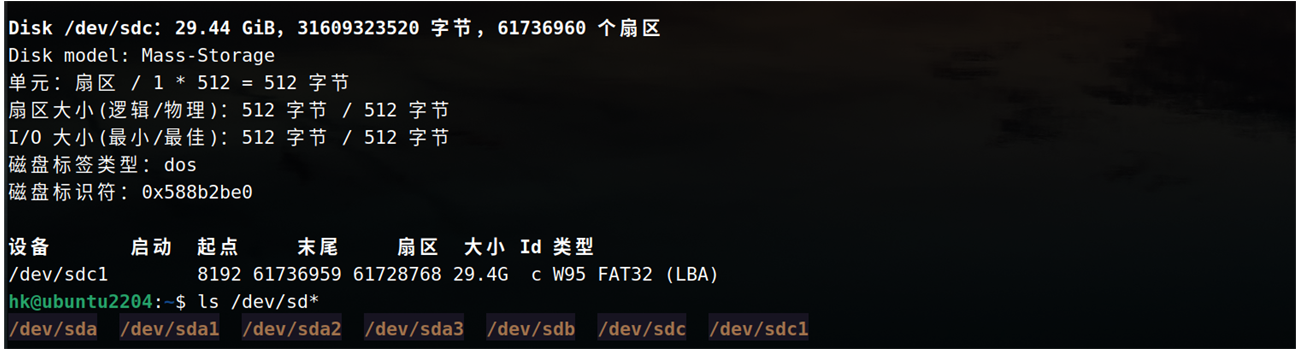 Disk /dev/sdc：29.44 GiB，31609323520 字节，61736960 个扇区
Disk model: Mass-Storage
单元：扇区 / 1 * 512 = 512 字节
扇区大小(逻辑/物理)：512 字节 / 512 字节
I/O 大小(最小/最佳)：512 字节 / 512 字节
磁盘标签类型：dos
磁盘标识符：0x588b2be0
设备 启动 起点 末尾 扇区 大小 Id 类型
/dev/sdc1 8192 61736959 61728768 29.4G c W95 FAT32 (LBA)
hk@ubuntu2204:~$ ls /dev/sd*
/dev/sda /dev/sda1 /dev/sda2 /dev/sda3 /dev/sdb /dev/sdc /dev/sdc1